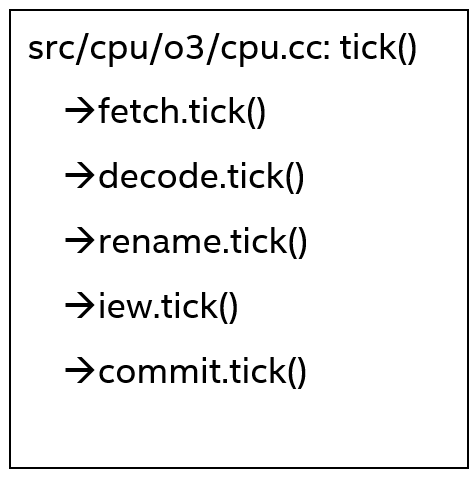 src/cpu/o3/cpu.cc: tick()
→fetch.tick()
→decode.tick()
→rename.tick()
→iew.tick()
→commit.tick()